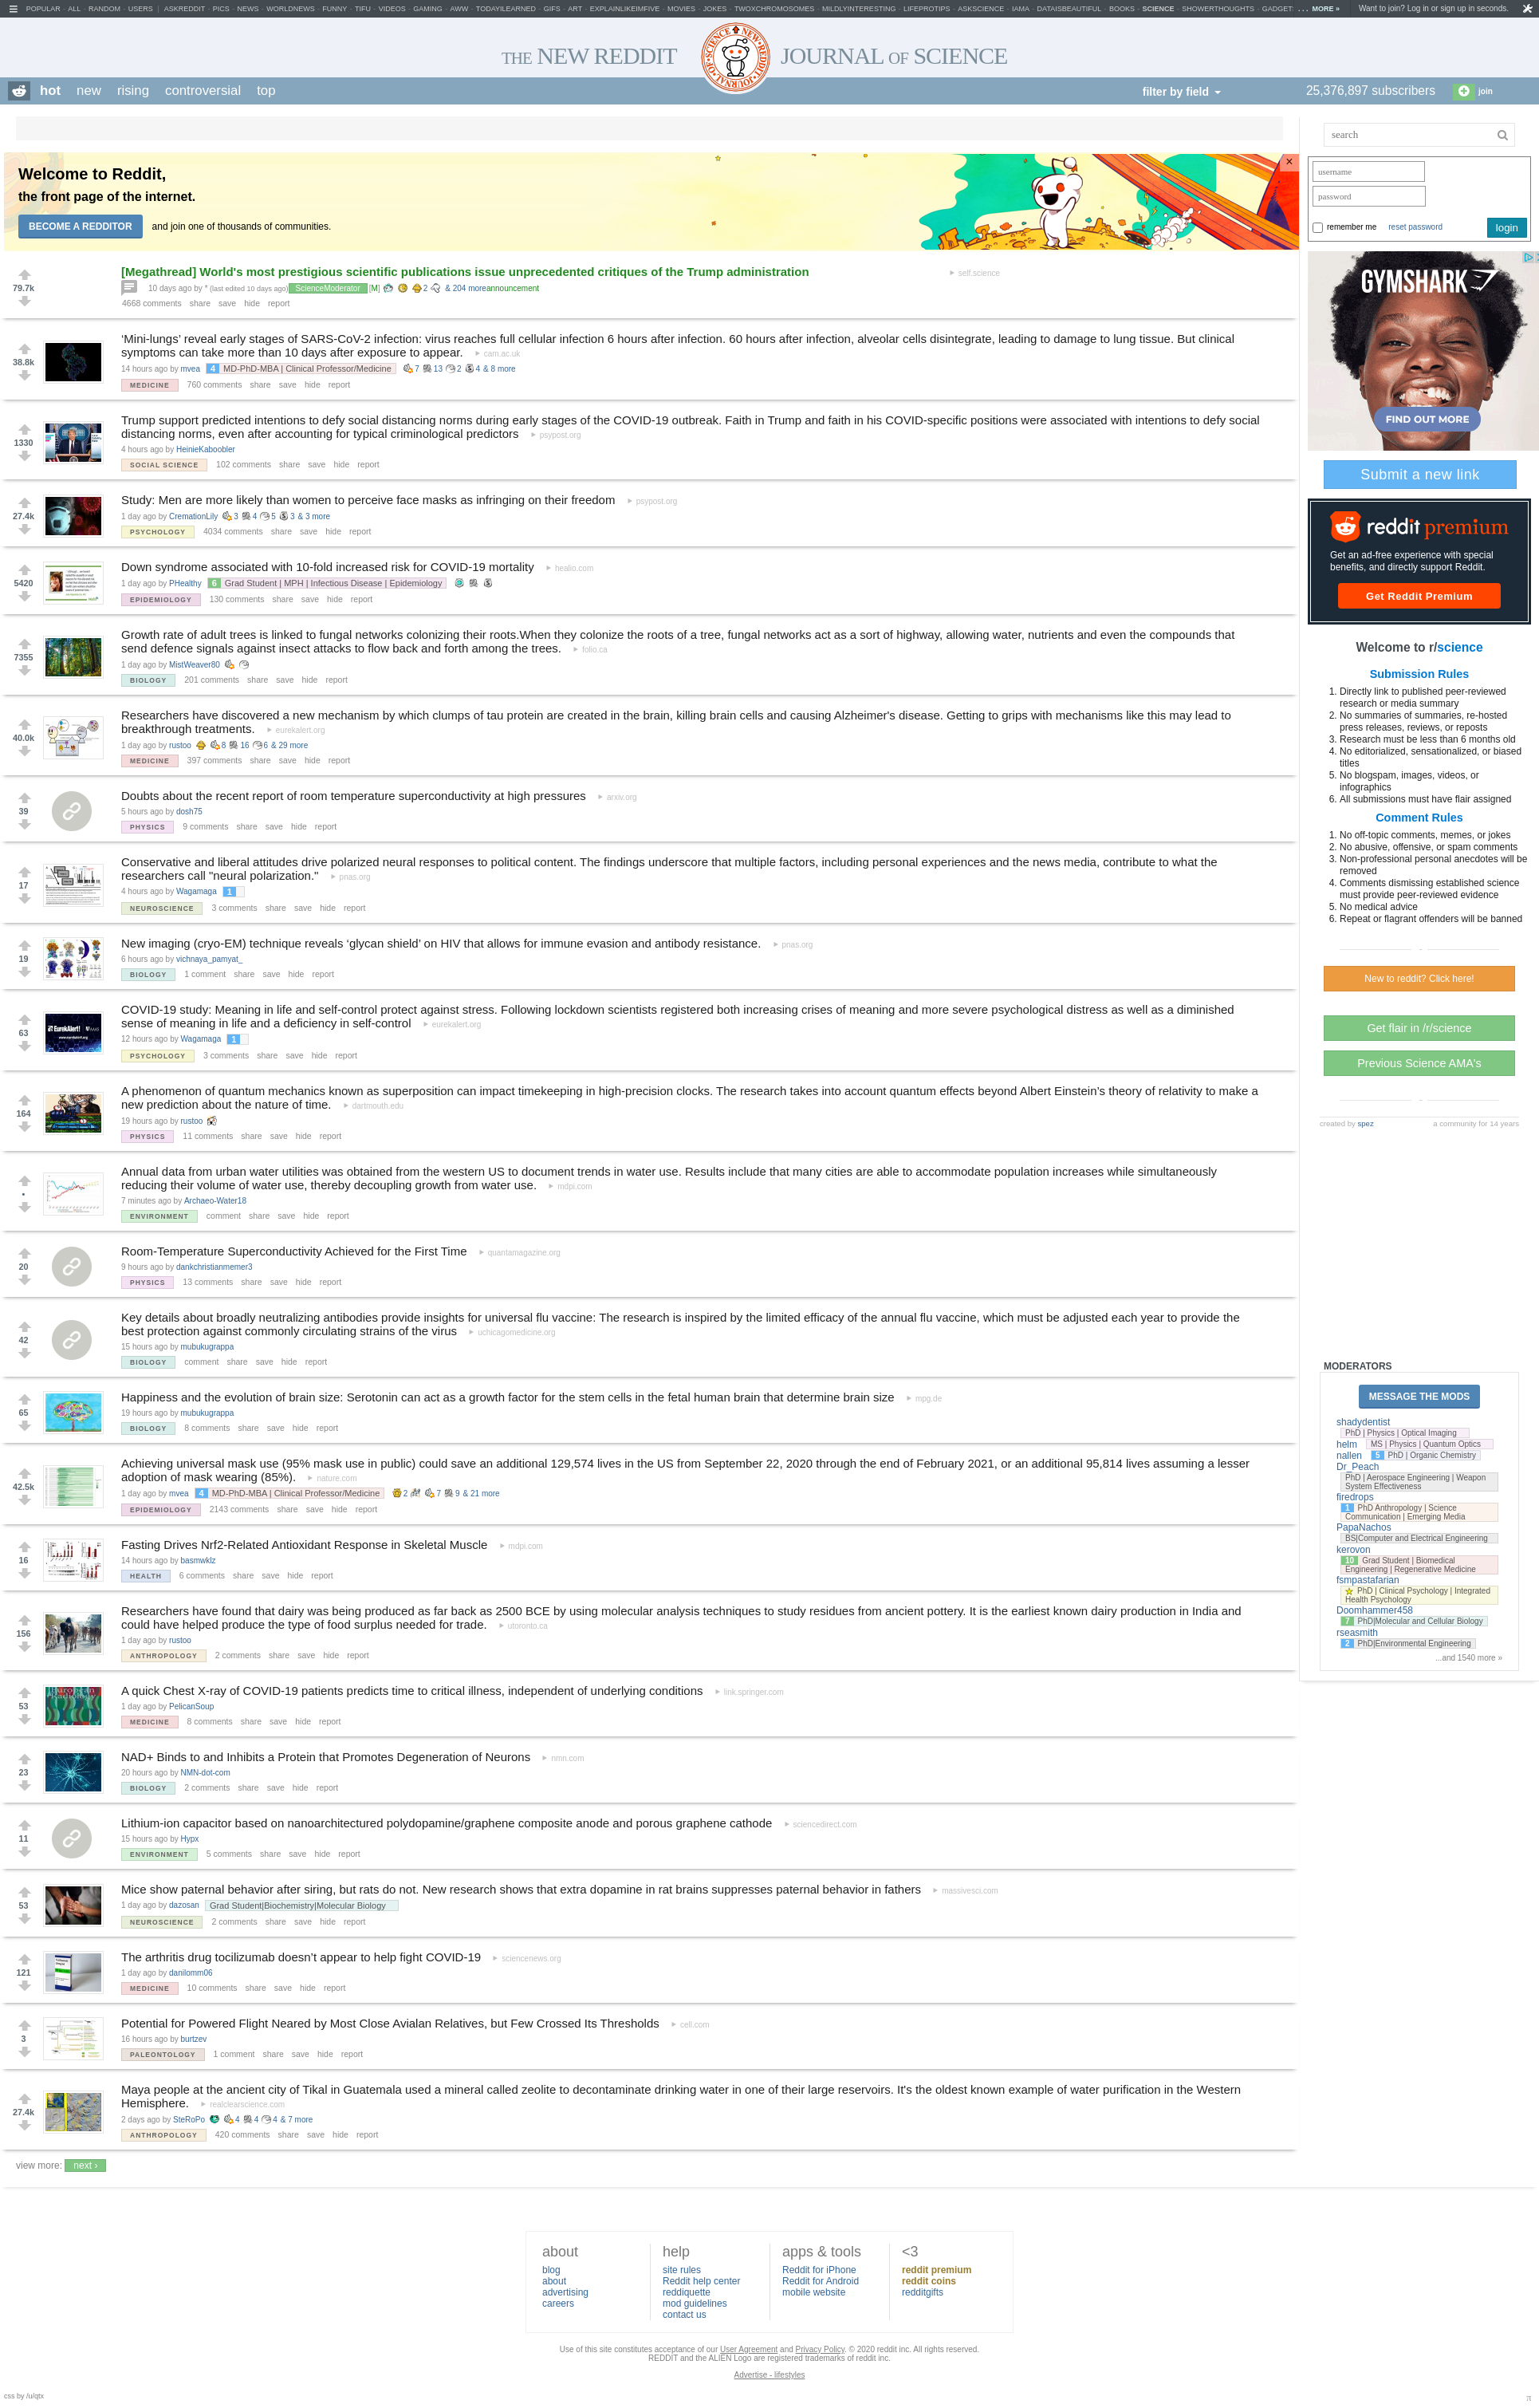 POPULAR - ALL - RANDOM - USERS | ASKREDDIT - PICS - NEWS - WORLDNEWS - FUNNY - TIFU - VIDEOS - GAMING - AWW - TODAYILEARNED - GIFS - ART - EXPLAINLIKEIMFIVE - MOVIES - JOKES - TWOXCHROMOSOMES - MILDLYINTERESTING - LIFEPROTIPS - ASKSCIENCE - IAMA - DATAISBEAUTIFUL - BOOKS - SCIENCE - SHOWERTHOUGHTS - GADGET ... MORE »
Want to join? Log in or sign up in seconds.
THE NEW REDDIT JOURNAL OF SCIENCE
hot new rising controversial top
filter by field
25,376,897 subscribers
join
Welcome to Reddit,
the front page of the internet.
BECOME A REDDITOR and join one of thousands of communities.
79.7k
[Megathread] World's most prestigious scientific publications issue unprecedented critiques of the Trump administration self.science
10 days ago by * (last edited 10 days ago) ScienceModerator [M] 2 & 204 more announcement
4668 comments share save hide report
38.8k
‘Mini-lungs’ reveal early stages of SARS-CoV-2 infection: virus reaches full cellular infection 6 hours after infection. 60 hours after infection, alveolar cells disintegrate, leading to damage to lung tissue. But clinical
symptoms can take more than 10 days after exposure to appear. cam.ac.uk
14 hours ago by mvea 4 MD-PhD-MBA | Clinical Professor/Medicine 7 13 2 4 & 8 more
MEDICINE 760 comments share save hide report
1330
Trump support predicted intentions to defy social distancing norms during early stages of the COVID-19 outbreak. Faith in Trump and faith in his COVID-specific positions were associated with intentions to defy social
distancing norms, even after accounting for typical criminological predictors psypost.org
4 hours ago by HeinieKaboobler
SOCIAL SCIENCE 102 comments share save hide report
27.4k
Study: Men are more likely than women to perceive face masks as infringing on their freedom psypost.org
1 day ago by CremationLily 3 4 5 3 & 3 more
PSYCHOLOGY 4034 comments share save hide report
5420
Down syndrome associated with 10-fold increased risk for COVID-19 mortality healio.com
1 day ago by PHealthy 6 Grad Student | MPH | Infectious Disease | Epidemiology
EPIDEMIOLOGY 130 comments share save hide report
7355
Growth rate of adult trees is linked to fungal networks colonizing their roots.When they colonize the roots of a tree, fungal networks act as a sort of highway, allowing water, nutrients and even the compounds that
send defence signals against insect attacks to flow back and forth among the trees. folio.ca
1 day ago by MistWeaver80
BIOLOGY 201 comments share save hide report
40.0k
Researchers have discovered a new mechanism by which clumps of tau protein are created in the brain, killing brain cells and causing Alzheimer's disease. Getting to grips with mechanisms like this may lead to
breakthrough treatments. eurekalert.org
1 day ago by rustoo 8 16 6 & 29 more
MEDICINE 397 comments share save hide report
39
Doubts about the recent report of room temperature superconductivity at high pressures arxiv.org
5 hours ago by dosh75
PHYSICS 9 comments share save hide report
17
Conservative and liberal attitudes drive polarized neural responses to political content. The findings underscore that multiple factors, including personal experiences and the news media, contribute to what the
researchers call "neural polarization." pnas.org
4 hours ago by Wagamaga 1
NEUROSCIENCE 3 comments share save hide report
19
New imaging (cryo-EM) technique reveals ‘glycan shield’ on HIV that allows for immune evasion and antibody resistance. pnas.org
6 hours ago by vichnaya_pamyat_
BIOLOGY 1 comment share save hide report
63
EurekAlert!
COVID-19 study: Meaning in life and self-control protect against stress. Following lockdown scientists registered both increasing crises of meaning and more severe psychological distress as well as a diminished
sense of meaning in life and a deficiency in self-control eurekalert.org
12 hours ago by Wagamaga 1
PSYCHOLOGY 3 comments share save hide report
164
A phenomenon of quantum mechanics known as superposition can impact timekeeping in high-precision clocks. The research takes into account quantum effects beyond Albert Einstein’s theory of relativity to make a
new prediction about the nature of time. dartmouth.edu
19 hours ago by rustoo
PHYSICS 11 comments share save hide report
•
Annual data from urban water utilities was obtained from the western US to document trends in water use. Results include that many cities are able to accommodate population increases while simultaneously
reducing their volume of water use, thereby decoupling growth from water use. mdpi.com
7 minutes ago by Archaeo-Water18
ENVIRONMENT comment share save hide report
20
Room-Temperature Superconductivity Achieved for the First Time quantamagazine.org
9 hours ago by dankchristianmemer3
PHYSICS 13 comments share save hide report
42
Key details about broadly neutralizing antibodies provide insights for universal flu vaccine: The research is inspired by the limited efficacy of the annual flu vaccine, which must be adjusted each year to provide the
best protection against commonly circulating strains of the virus uchicagomedicine.org
15 hours ago by mubukugrappa
BIOLOGY comment share save hide report
65
Happiness and the evolution of brain size: Serotonin can act as a growth factor for the stem cells in the fetal human brain that determine brain size mpg.de
19 hours ago by mubukugrappa
BIOLOGY 8 comments share save hide report
42.5k
Achieving universal mask use (95% mask use in public) could save an additional 129,574 lives in the US from September 22, 2020 through the end of February 2021, or an additional 95,814 lives assuming a lesser
adoption of mask wearing (85%). nature.com
1 day ago by mvea 4 MD-PhD-MBA | Clinical Professor/Medicine 2 7 9 & 21 more
EPIDEMIOLOGY 2143 comments share save hide report
16
Fasting Drives Nrf2-Related Antioxidant Response in Skeletal Muscle mdpi.com
14 hours ago by basmwklz
HEALTH 6 comments share save hide report
156
Researchers have found that dairy was being produced as far back as 2500 BCE by using molecular analysis techniques to study residues from ancient pottery. It is the earliest known dairy production in India and
could have helped produce the type of food surplus needed for trade. utoronto.ca
1 day ago by rustoo
ANTHROPOLOGY 2 comments share save hide report
53
A quick Chest X-ray of COVID-19 patients predicts time to critical illness, independent of underlying conditions link.springer.com
1 day ago by PelicanSoup
MEDICINE 8 comments share save hide report
23
NAD+ Binds to and Inhibits a Protein that Promotes Degeneration of Neurons nmn.com
20 hours ago by NMN-dot-com
BIOLOGY 2 comments share save hide report
11
Lithium-ion capacitor based on nanoarchitectured polydopamine/graphene composite anode and porous graphene cathode sciencedirect.com
15 hours ago by Hypx
ENVIRONMENT 5 comments share save hide report
53
Mice show paternal behavior after siring, but rats do not. New research shows that extra dopamine in rat brains suppresses paternal behavior in fathers massivesci.com
1 day ago by dazosan Grad Student|Biochemistry|Molecular Biology
NEUROSCIENCE 2 comments share save hide report
121
The arthritis drug tocilizumab doesn’t appear to help fight COVID-19 sciencenews.org
1 day ago by danilomm06
MEDICINE 10 comments share save hide report
3
Potential for Powered Flight Neared by Most Close Avialan Relatives, but Few Crossed Its Thresholds cell.com
16 hours ago by burtzev
PALEONTOLOGY 1 comment share save hide report
27.4k
Maya people at the ancient city of Tikal in Guatemala used a mineral called zeolite to decontaminate drinking water in one of their large reservoirs. It's the oldest known example of water purification in the Western
Hemisphere. realclearscience.com
2 days ago by SteRoPo 4 4 4 & 7 more
ANTHROPOLOGY 420 comments share save hide report
view more: next ›
search
username
password
remember me reset password login
GYMSHARK
FIND OUT MORE
Submit a new link
reddit premium
Get an ad-free experience with special
benefits, and directly support Reddit.
Get Reddit Premium
Welcome to r/science
Submission Rules
1. Directly link to published peer-reviewed
research or media summary
2. No summaries of summaries, re-hosted
press releases, reviews, or reposts
3. Research must be less than 6 months old
4. No editorialized, sensationalized, or biased
titles
5. No blogspam, images, videos, or
infographics
6. All submissions must have flair assigned
Comment Rules
1. No off-topic comments, memes, or jokes
2. No abusive, offensive, or spam comments
3. Non-professional personal anecdotes will be
removed
4. Comments dismissing established science
must provide peer-reviewed evidence
5. No medical advice
6. Repeat or flagrant offenders will be banned
New to reddit? Click here!
Get flair in /r/science
Previous Science AMA's
created by spez a community for 14 years
MODERATORS
MESSAGE THE MODS
shadydentist
PhD | Physics | Optical Imaging
helm MS | Physics | Quantum Optics
nallen 5 PhD | Organic Chemistry
Dr_Peach
PhD | Aerospace Engineering | Weapon
System Effectiveness
firedrops
1 PhD Anthropology | Science
Communication | Emerging Media
PapaNachos
BS|Computer and Electrical Engineering
kerovon
10 Grad Student | Biomedical
Engineering | Regenerative Medicine
fsmpastafarian
PhD | Clinical Psychology | Integrated
Health Psychology
Doomhammer458
7 PhD|Molecular and Cellular Biology
rseasmith
2 PhD|Environmental Engineering
...and 1540 more »
about
blog
about
advertising
careers
help
site rules
Reddit help center
reddiquette
mod guidelines
contact us
apps & tools
Reddit for iPhone
Reddit for Android
mobile website
<3
reddit premium
reddit coins
redditgifts
Use of this site constitutes acceptance of our User Agreement and Privacy Policy. © 2020 reddit inc. All rights reserved.
REDDIT and the ALIEN Logo are registered trademarks of reddit inc.
Advertise - lifestyles
css by /u/qtx
π